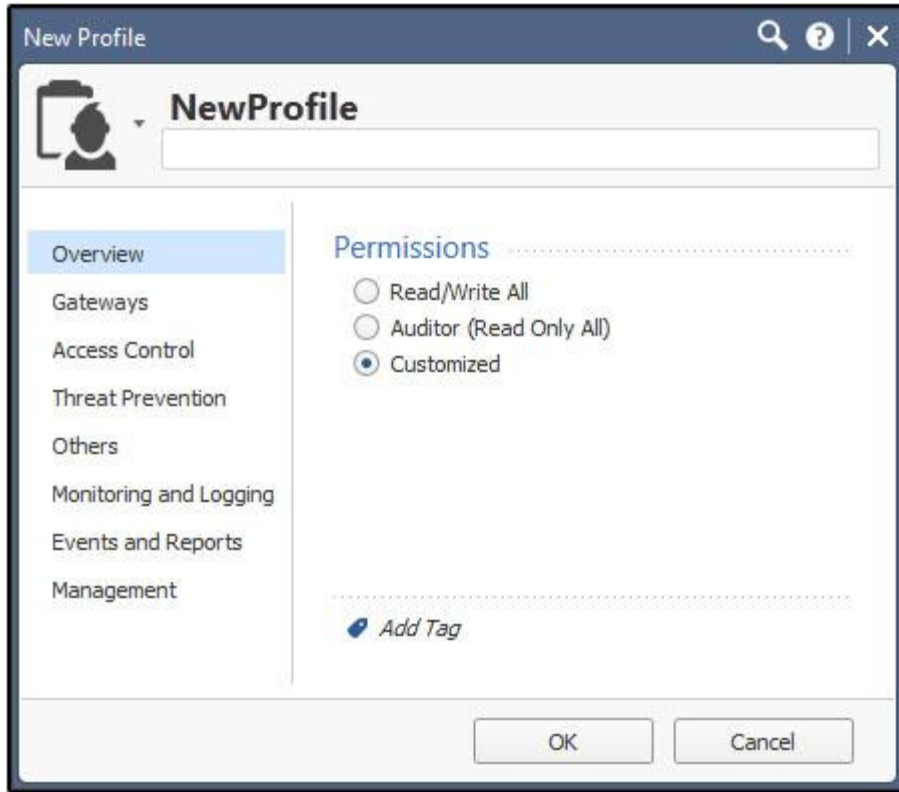 New Profile
NewProfile
Overview
Gateways
Access Control
Threat Prevention
Others
Monitoring and Logging
Events and Reports
Management
Permissions
Read/Write All
Auditor (Read Only All)
Customized
Add Tag
OK
Cancel